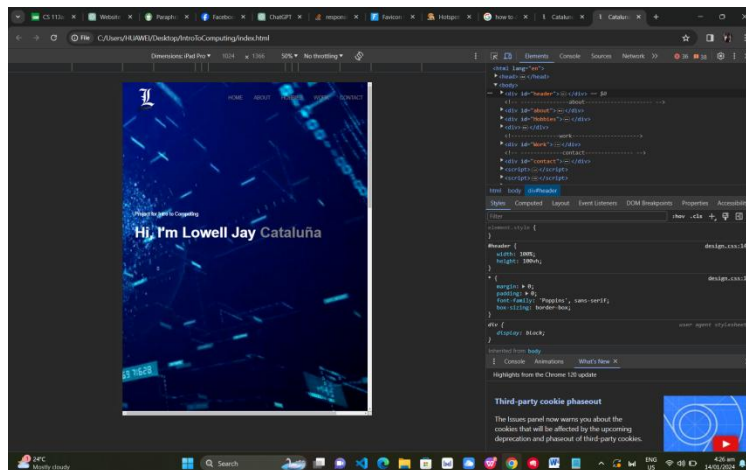 CS 113
Website
Paraphr
Faceboo
ChatGPT
respons
Favicon
Hotspo
how to
Catalun
Catalun
File
C:/Users/HUAWEI/Desktop/IntroToComputing/index.html
Dimensions: iPad Pro 1024 x 1366 50% No throttling
Elements Console Sources Network
L
HOME ABOUT HOBBIES WORK CONTACT
Project for Intro to Computing
Hi, I'm Lowell Jay Cataluña
<html lang="en">
<head> </head>
<body>
<div id="header"> </div> == $0
<!-- about -->
<div id="about"> </div>
<div id="Hobbies"> </div>
<div> </div>
<!-- work -->
<div id="Work"> </div>
<!-- contact -->
<div id="contact"> </div>
<script> </script>
<script> </script>
html body div#header
Styles Computed Layout Event Listeners DOM Breakpoints Properties Accessibility
Filter :hov .cls
element.style {
}
#header { design.css:1
width: 100%;
height: 100vh;
}
* { design.css:
margin: 0;
padding: 0;
font-family: 'Poppins', sans-serif;
box-sizing: border-box;
}
div { user agent stylesheet
display: block;
}
Inherited from body
Console Animations What's New
Highlights from the Chrome 120 update
Third-party cookie phaseout
The Issues panel now warns you about the
cookies that will be affected by the upcoming
deprecation and phaseout of third-party cookies.
24°C
Mostly cloudy
Search
ENG
US
4:26 am
14/01/2024